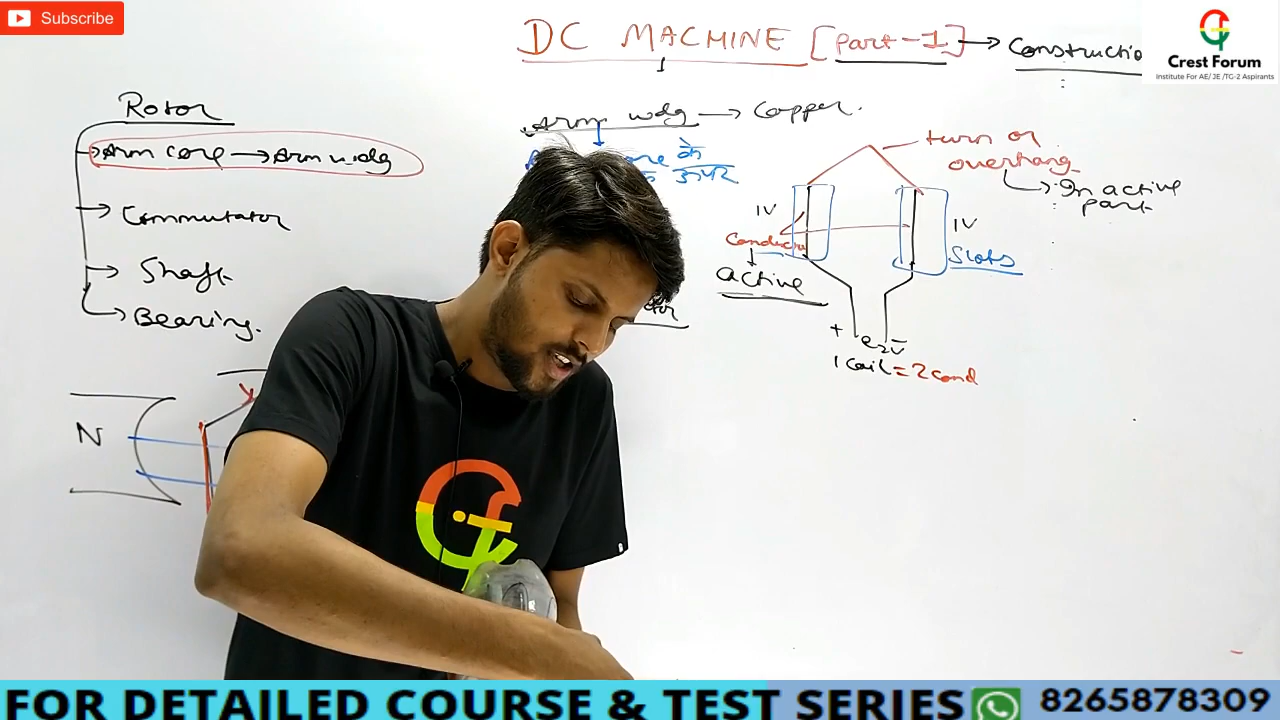 Subscribe
DC MACHINE [Part-1] → Constructio
Crest Forum
Institute For AE/ JE /TG-2 Aspirants
Rotor
Arm core → Arm wdg
Commutator
Shaft
Bearing.
N
Arm wdg → Copper.
के
ऊपर
turn or
overhang
In active
part
1V
1V
Conductor
Slots
active
+ e=2V -
1 coil = 2 cond
FOR DETAILED COURSE & TEST SERIES 8265878309